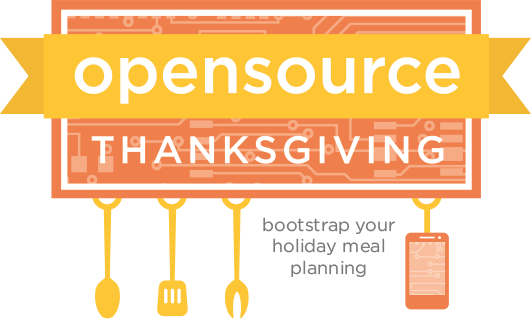 opensource
THANKSGIVING
bootstrap your
holiday meal
planning